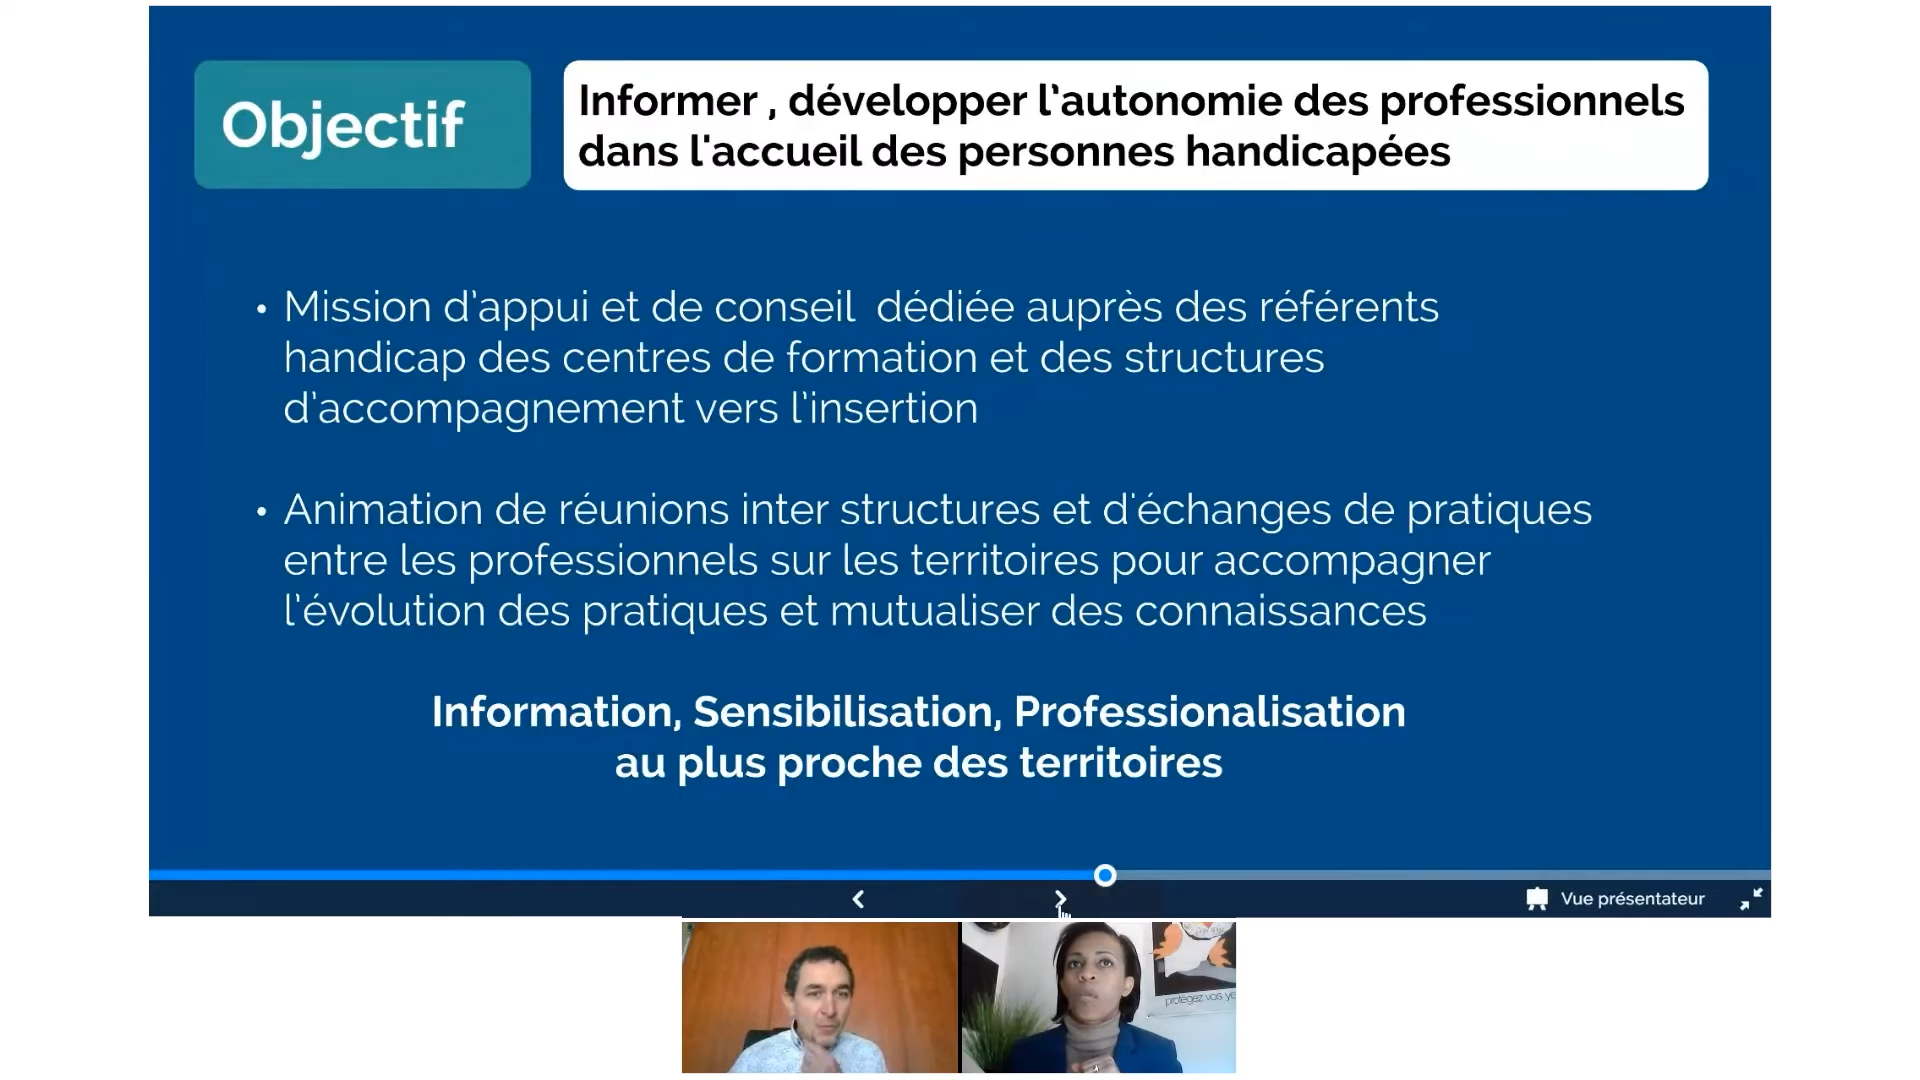 Objectif
Informer , développer l’autonomie des professionnels
dans l'accueil des personnes handicapées
• Mission d’appui et de conseil  dédiée auprès des référents
handicap des centres de formation et des structures
d’accompagnement vers l’insertion
• Animation de réunions inter structures et d'échanges de pratiques
entre les professionnels sur les territoires pour accompagner
l’évolution des pratiques et mutualiser des connaissances
Information, Sensibilisation, Professionalisation
au plus proche des territoires
Vue présentateur
protégez vos